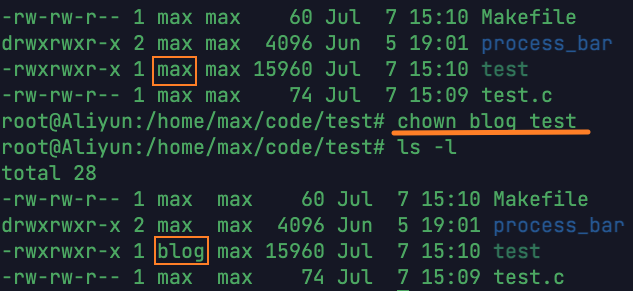 -rw-rw-r-- 1 max max    60 Jul  7 15:10 Makefile
drwxrwxr-x 2 max max  4096 Jun  5 19:01 process_bar
-rwxrwxr-x 1 max max 15960 Jul  7 15:10 test
-rw-rw-r-- 1 max max    74 Jul  7 15:09 test.c
root@Aliyun:/home/max/code/test# chown blog test
root@Aliyun:/home/max/code/test# ls -l
total 28
-rw-rw-r-- 1 max  max    60 Jul  7 15:10 Makefile
drwxrwxr-x 2 max  max  4096 Jun  5 19:01 process_bar
-rwxrwxr-x 1 blog max 15960 Jul  7 15:10 test
-rw-rw-r-- 1 max  max    74 Jul  7 15:09 test.c